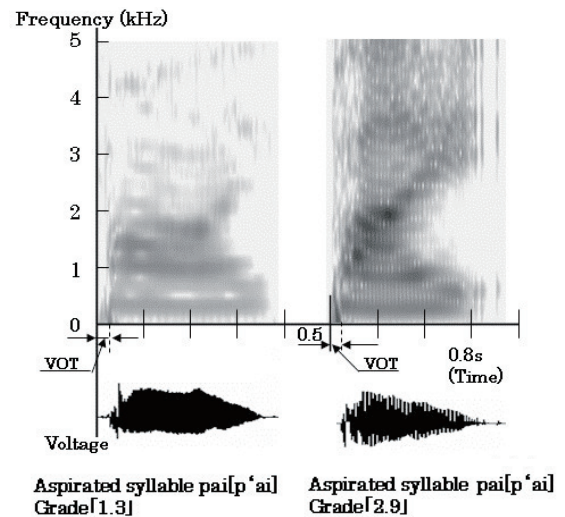 Frequency (kHz)
5
4
3
2
1
0
0.5
0.8s
(Time)
VOT
VOT
Voltage
Aspirated syllable pai[p‘ai]
Grade「1.3」
Aspirated syllable pai[p‘ai]
Grade「2.9」